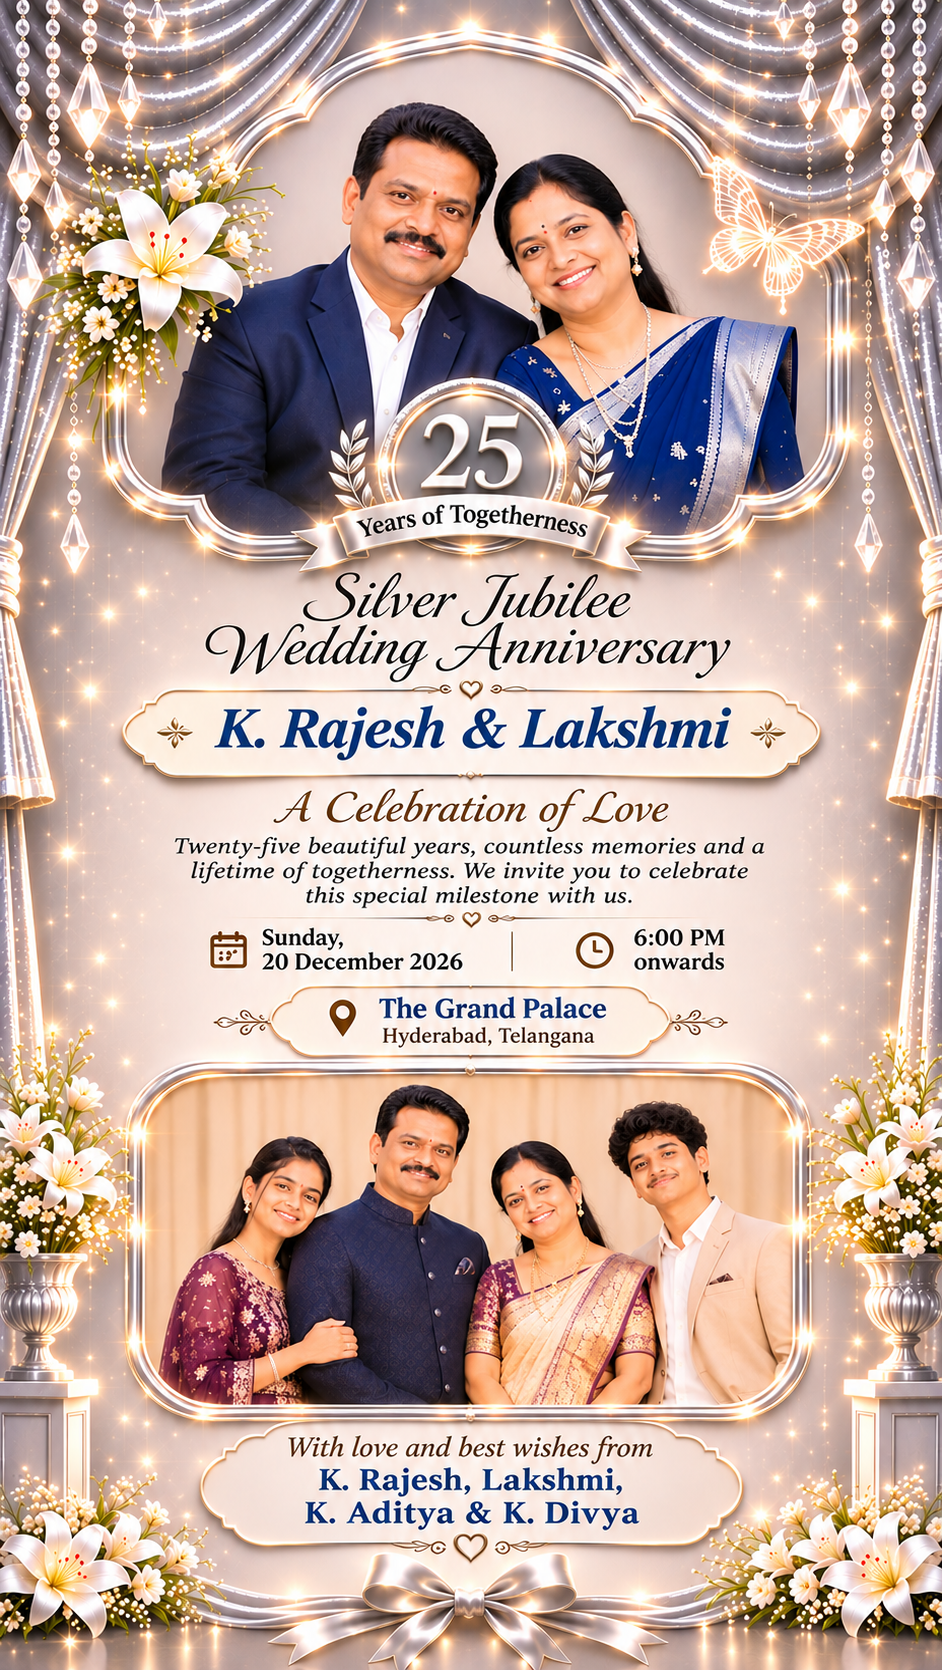 25
Years of Togetherness
Silver Jubilee
Wedding Anniversary
K. Rajesh & Lakshmi
A Celebration of Love
Twenty-five beautiful years, countless memories and a
lifetime of togetherness. We invite you to celebrate
this special milestone with us.
Sunday,
20 December 2026
6:00 PM
onwards
The Grand Palace
Hyderabad, Telangana
With love and best wishes from
K. Rajesh, Lakshmi,
K. Aditya & K. Divya